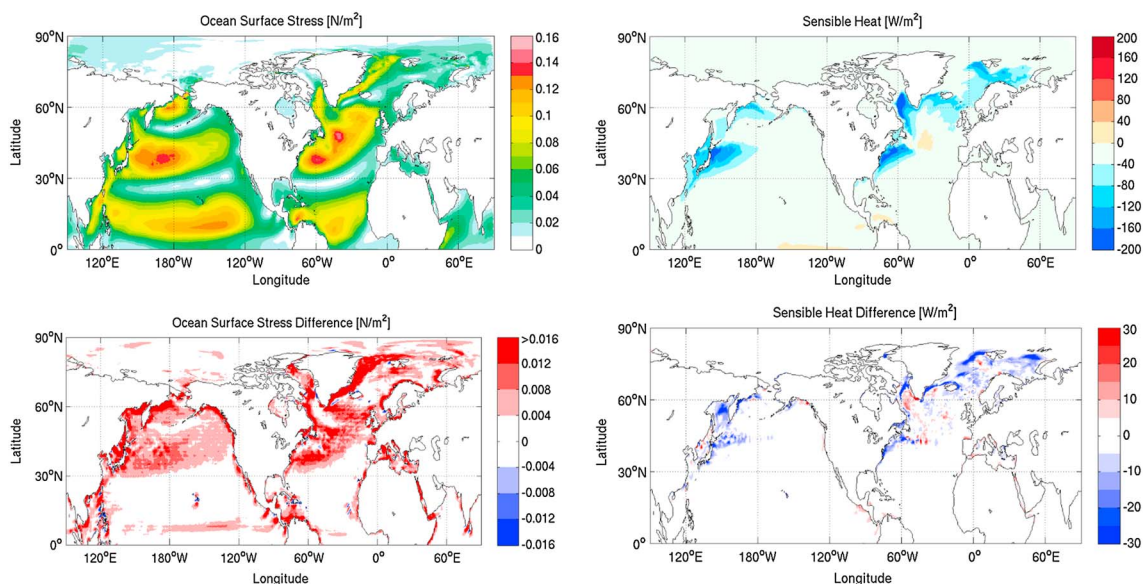 Ocean Surface Stress [N/m²]
90°N
60°N
30°N
0°
Latitude
120°E
180°W
120°W
60°W
0°
60°E
Longitude
0.16
0.14
0.12
0.1
0.08
0.06
0.04
0.02
0
Sensible Heat [W/m²]
90°N
60°N
30°N
0°
Latitude
120°E
180°W
120°W
60°W
0°
60°E
Longitude
200
160
120
80
40
0
-40
-80
-120
-160
-200
Ocean Surface Stress Difference [N/m²]
90°N
60°N
30°N
0°
Latitude
120°E
180°W
120°W
60°W
0°
60°E
Longitude
>0.016
0.012
0.008
0.004
0
-0.004
-0.008
-0.012
-0.016
Sensible Heat Difference [W/m²]
90°N
60°N
30°N
0°
Latitude
120°E
180°W
120°W
60°W
0°
60°E
Longitude
30
20
10
0
-10
-20
-30